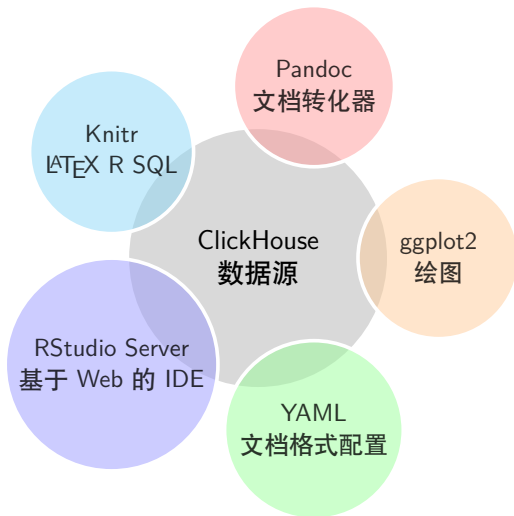 Pandoc
文档转化器
Knitr
LATEX R SQL
ClickHouse
数据源
ggplot2
绘图
RStudio Server
基于 Web 的 IDE
YAML
文档格式配置